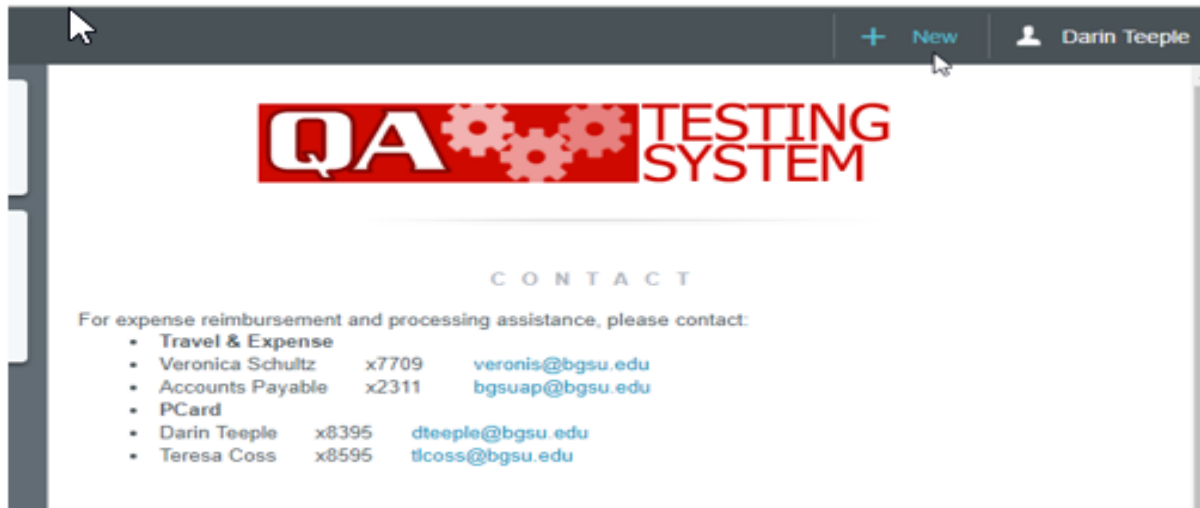 + New Darin Teeple
QA TESTING SYSTEM
CONTACT
For expense reimbursement and processing assistance, please contact:
• Travel & Expense
• Veronica Schultz x7709 veronis@bgsu.edu
• Accounts Payable x2311 bgsuap@bgsu.edu
• PCard
• Darin Teeple x8395 dteeple@bgsu.edu
• Teresa Coss x8595 tlcoss@bgsu.edu